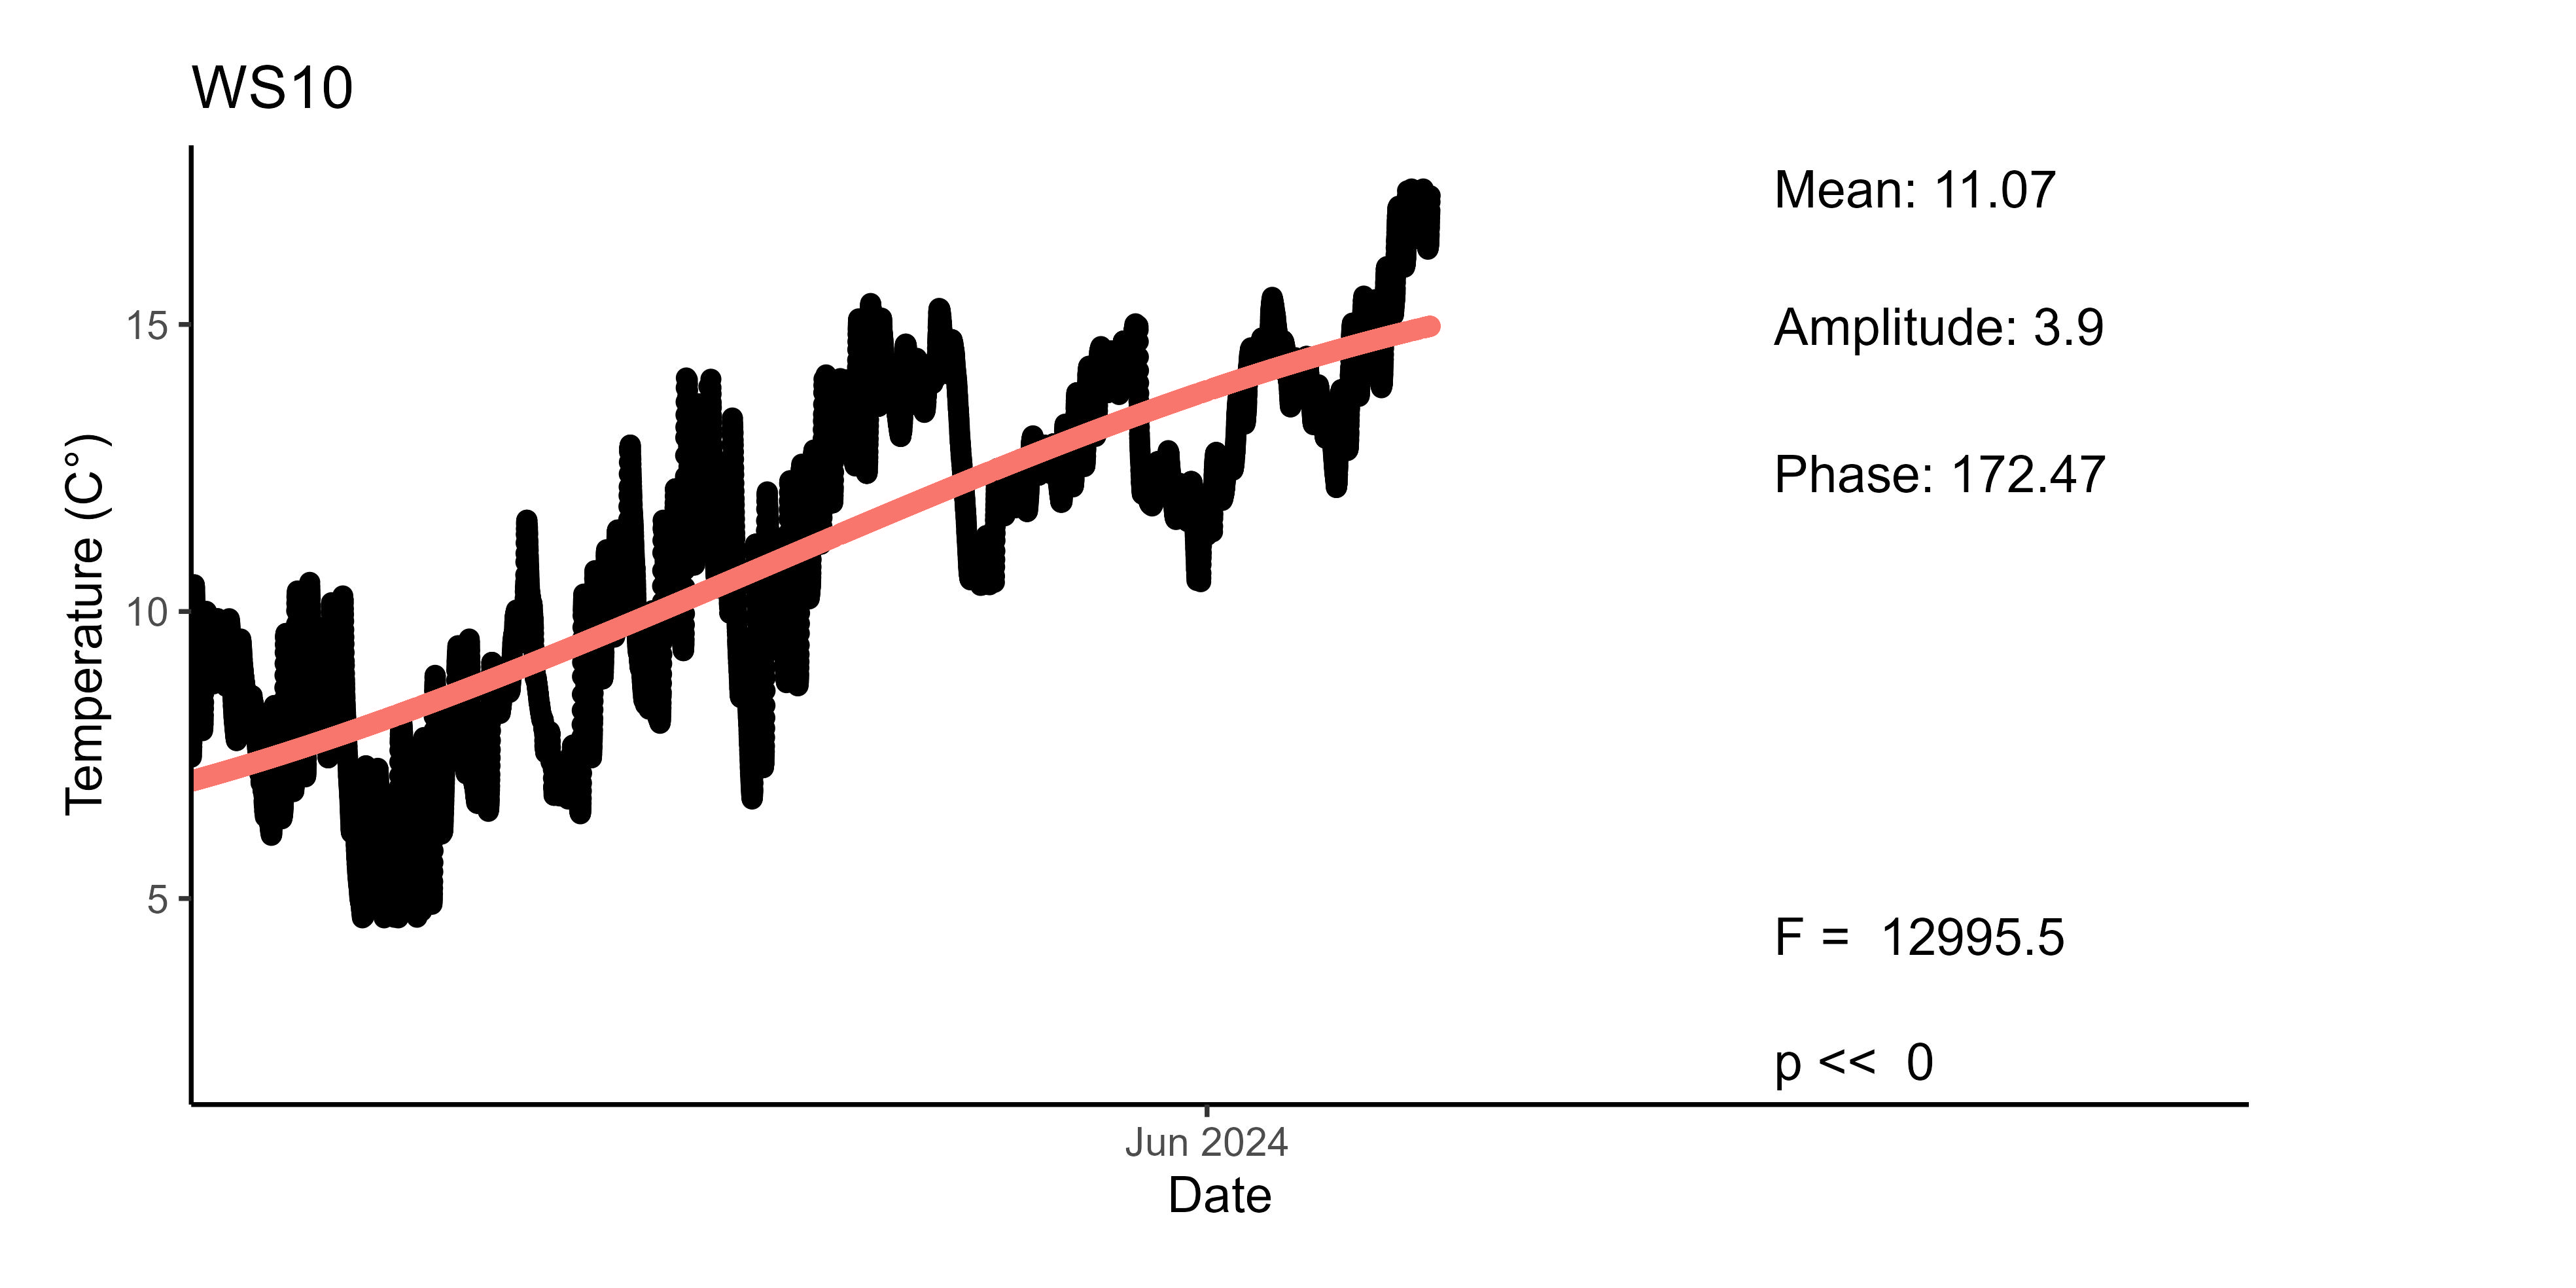 WS10
Mean: 11.07
Amplitude: 3.9
Phase: 172.47
F =  12995.5
p <<  0
Temperature (C°)
15
10
5
Jun 2024
Date